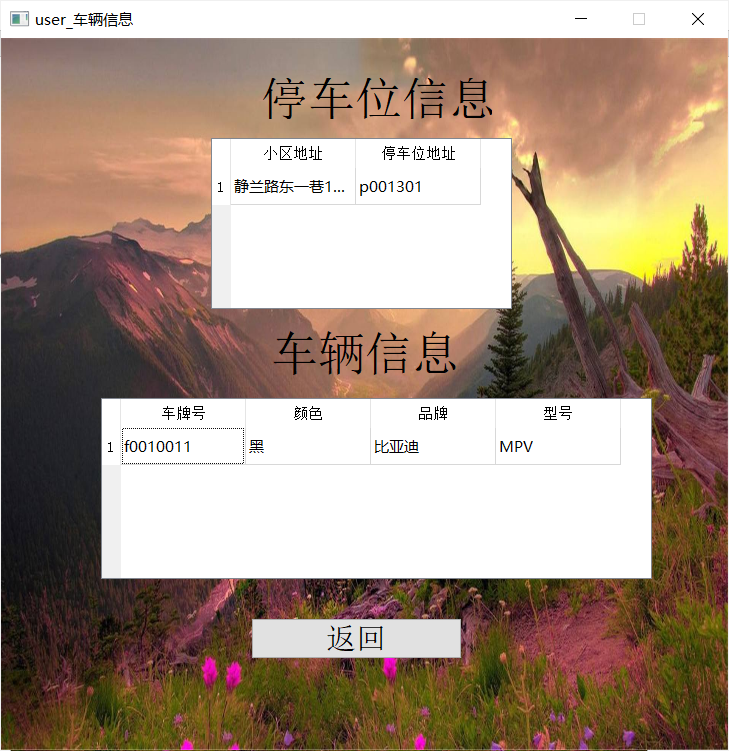 user_车辆信息
停车位信息
小区地址 停车位地址
1 静兰路东一巷1... p001301
车辆信息
车牌号 颜色 品牌 型号
1 f0010011 黑 比亚迪 MPV
返回